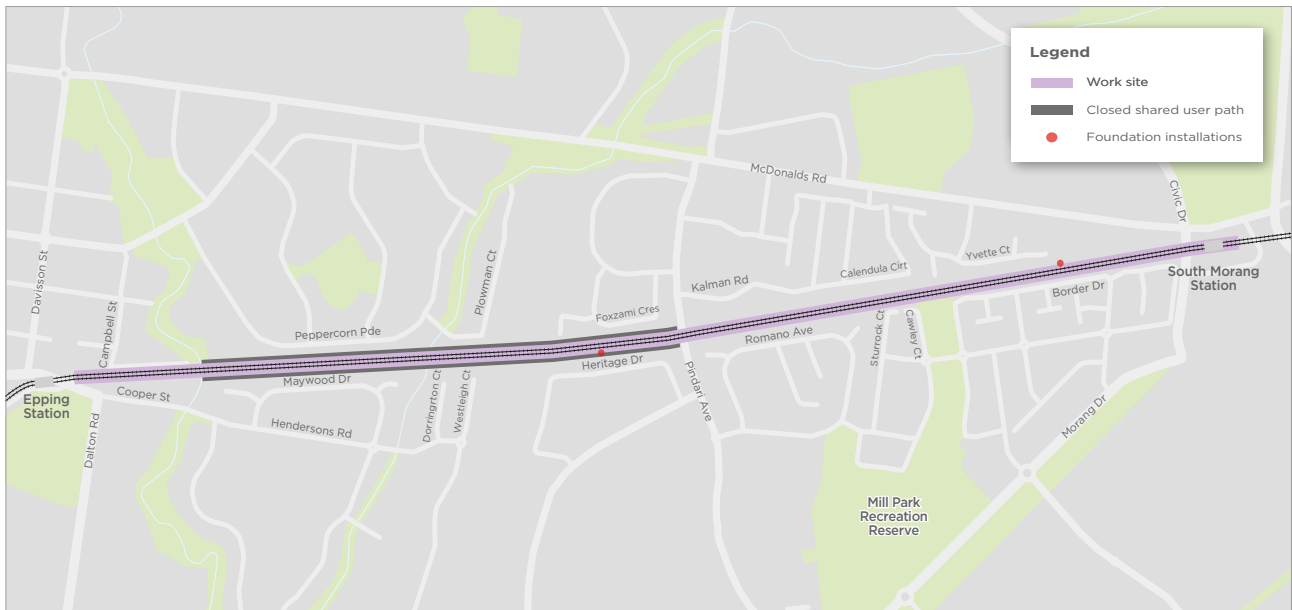 Legend
Work site
Closed shared user path
Foundation installations
McDonalds Rd
Civic Dr
Davisson St
Campbell St
Plowman Ct
Yvette Ct
Calendula Cirt
Kalman Rd
South Morang
Station
Border Dr
Foxzami Cres
Peppercorn Pde
Romano Ave
Sturrock Ct
Cawley Ct
Heritage Dr
Pindari Ave
Maywood Dr
Cooper St
Epping
Station
Dalton Rd
Hendersons Rd
Dorringrton Ct
Westleigh Ct
Morang Dr
Mill Park
Recreation
Reserve